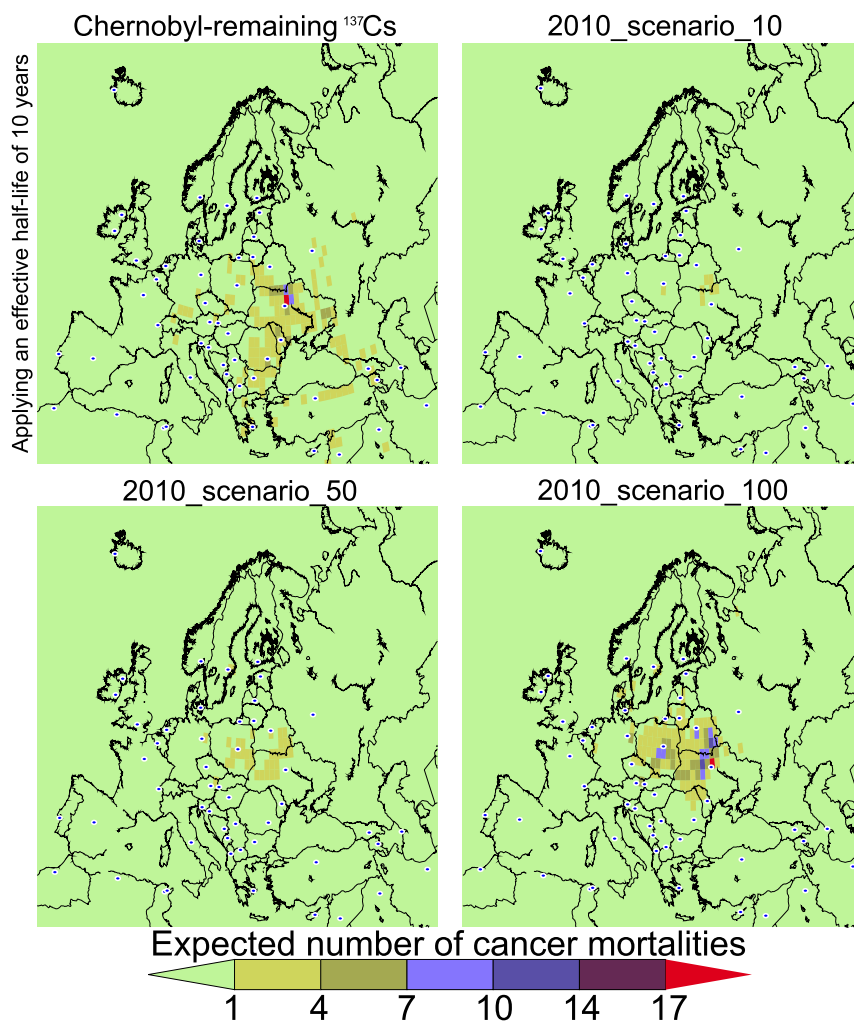 Chernobyl-remaining ¹³⁷Cs
2010_scenario_10
Applying an effective half-life of 10 years
2010_scenario_50
2010_scenario_100
Expected number of cancer mortalities
1 4 7 10 14 17